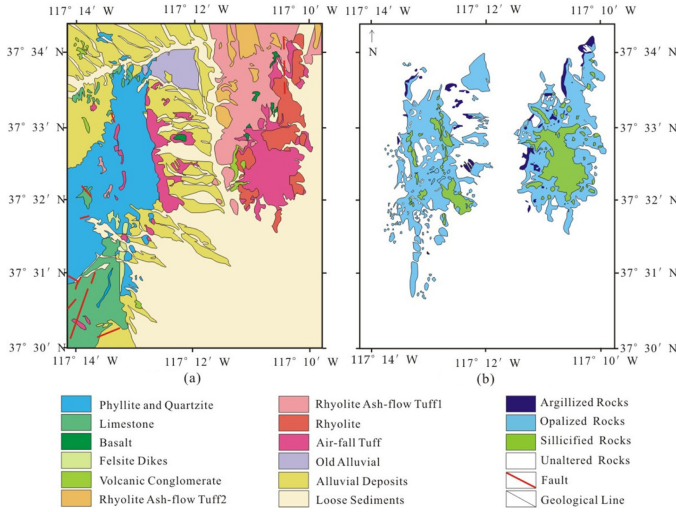 117° 14′ W 117° 12′ W 117° 10′ W
117° 14′ W 117° 12′ W 117° 10′ W
37° 34′ N
37° 33′ N
37° 32′ N
37° 31′ N
37° 30′ N
N
37° 34′ N
37° 33′ N
37° 32′ N
37° 31′ N
37° 30′ N
117° 14′ W 117° 12′ W 117° 10′ W
117° 14′ W 117° 12′ W 117° 10′ W
(a)
(b)
Phyllite and Quartzite
Limestone
Basalt
Felsite Dikes
Volcanic Conglomerate
Rhyolite Ash-flow Tuff2
Rhyolite Ash-flow Tuff1
Rhyolite
Air-fall Tuff
Old Alluvial
Alluvial Deposits
Loose Sediments
Argillized Rocks
Opalized Rocks
Sillicified Rocks
Unaltered Rocks
Fault
Geological Line